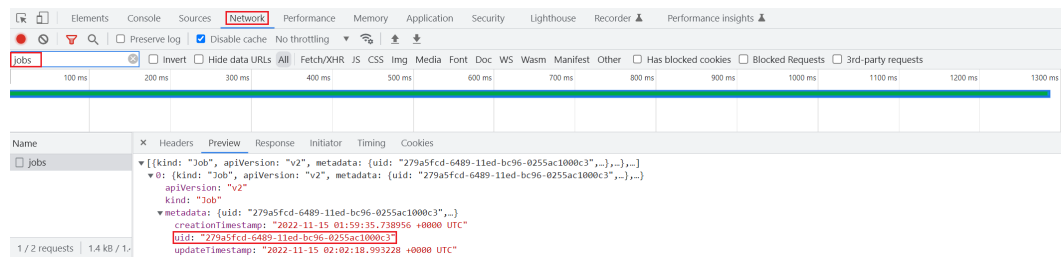 Elements Console Sources Network Performance Memory Application Security Lighthouse Recorder Performance insights
Preserve log Disable cache No throttling
jobs Invert Hide data URLs All Fetch/XHR JS CSS Img Media Font Doc WS Wasm Manifest Other Has blocked cookies Blocked Requests 3rd-party requests
100 ms 200 ms 300 ms 400 ms 500 ms 600 ms 700 ms 800 ms 900 ms 1000 ms 1100 ms 1200 ms 1300 ms
Name × Headers Preview Response Initiator Timing Cookies
jobs ▼[{kind: "Job", apiVersion: "v2", metadata: {uid: "279a5fcd-6489-11ed-bc96-0255ac1000c3",…},…},…]
▼0: {kind: "Job", apiVersion: "v2", metadata: {uid: "279a5fcd-6489-11ed-bc96-0255ac1000c3",…},…}
apiVersion: "v2"
kind: "Job"
▼metadata: {uid: "279a5fcd-6489-11ed-bc96-0255ac1000c3",…}
creationTimestamp: "2022-11-15 01:59:35.738956 +0000 UTC"
uid: "279a5fcd-6489-11ed-bc96-0255ac1000c3"
1 / 2 requests 1.4 kB / 1. updateTimestamp: "2022-11-15 02:02:18.993228 +0000 UTC"